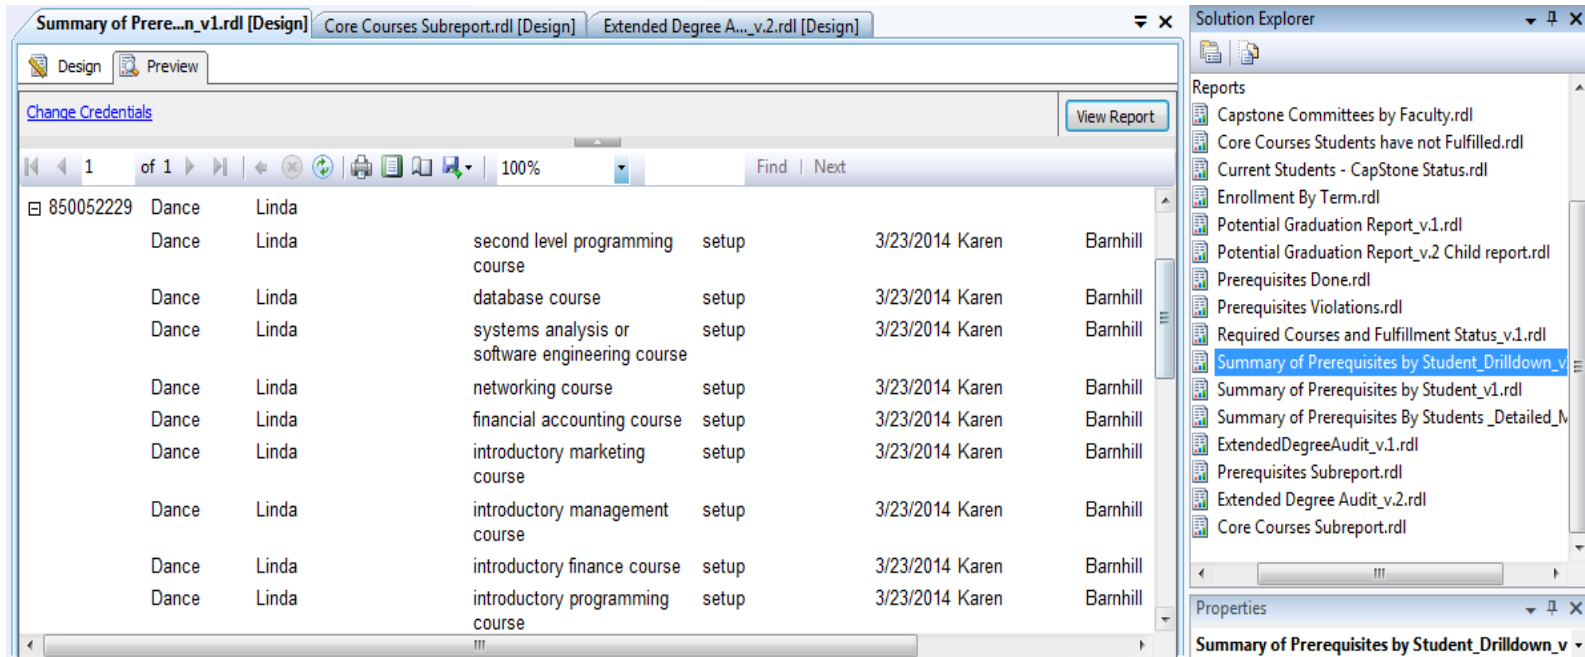 Summary of Prere...n_v1.rdl [Design] Core Courses Subreport.rdl [Design] Extended Degree A..._v.2.rdl [Design]
Design Preview
Change Credentials View Report
1 of 1 100% Find | Next
850052229 Dance Linda
Dance Linda second level programming setup 3/23/2014 Karen Barnhill
course
Dance Linda database course setup 3/23/2014 Karen Barnhill
Dance Linda systems analysis or setup 3/23/2014 Karen Barnhill
software engineering course
Dance Linda networking course setup 3/23/2014 Karen Barnhill
Dance Linda financial accounting course setup 3/23/2014 Karen Barnhill
Dance Linda introductory marketing setup 3/23/2014 Karen Barnhill
course
Dance Linda introductory management setup 3/23/2014 Karen Barnhill
course
Dance Linda introductory finance course setup 3/23/2014 Karen Barnhill
Dance Linda introductory programming setup 3/23/2014 Karen Barnhill
course
Solution Explorer
Reports
Capstone Committees by Faculty.rdl
Core Courses Students have not Fulfilled.rdl
Current Students - CapStone Status.rdl
Enrollment By Term.rdl
Potential Graduation Report_v.1.rdl
Potential Graduation Report_v.2 Child report.rdl
Prerequisites Done.rdl
Prerequisites Violations.rdl
Required Courses and Fulfillment Status_v.1.rdl
Summary of Prerequisites by Student_Drilldown_v
Summary of Prerequisites by Student_v1.rdl
Summary of Prerequisites By Students _Detailed_M
ExtendedDegreeAudit_v.1.rdl
Prerequisites Subreport.rdl
Extended Degree Audit_v.2.rdl
Core Courses Subreport.rdl
Properties
Summary of Prerequisites by Student_Drilldown_v